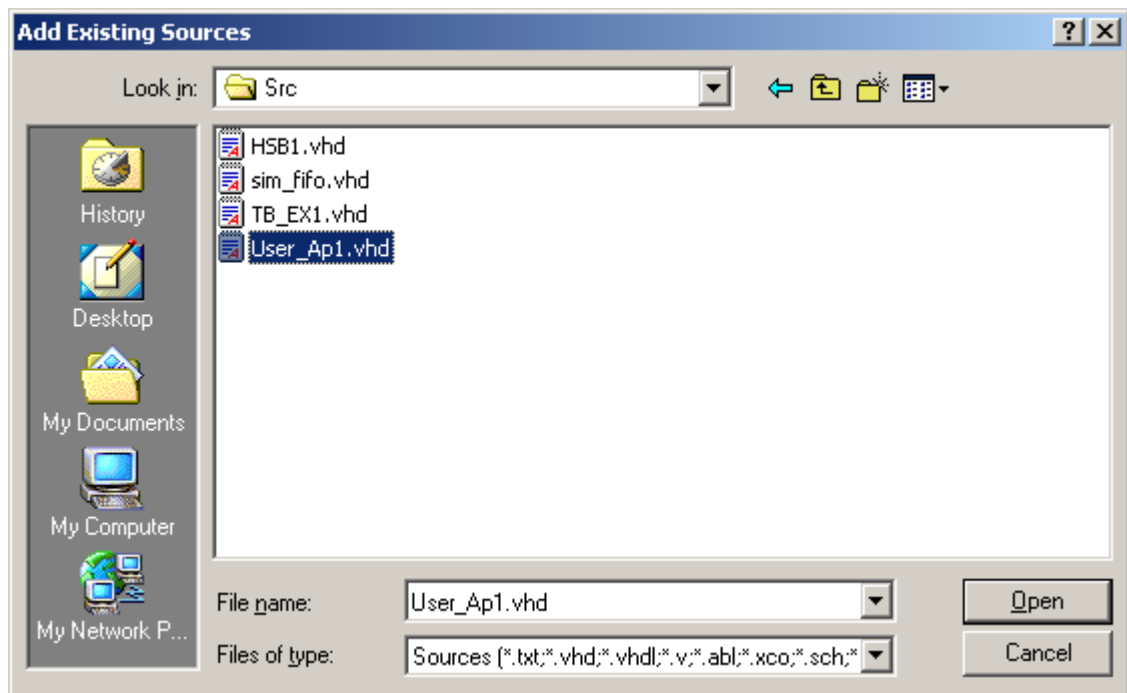 Add Existing Sources
Look in: Src
HSB1.vhd
sim_fifo.vhd
TB_EX1.vhd
User_Ap1.vhd
History
Desktop
My Documents
My Computer
My Network P...
File name: User_Ap1.vhd Open
Files of type: Sources (*.txt;*.vhd;*.vhdl;*.v;*.abl;*.xco;*.sch;* Cancel